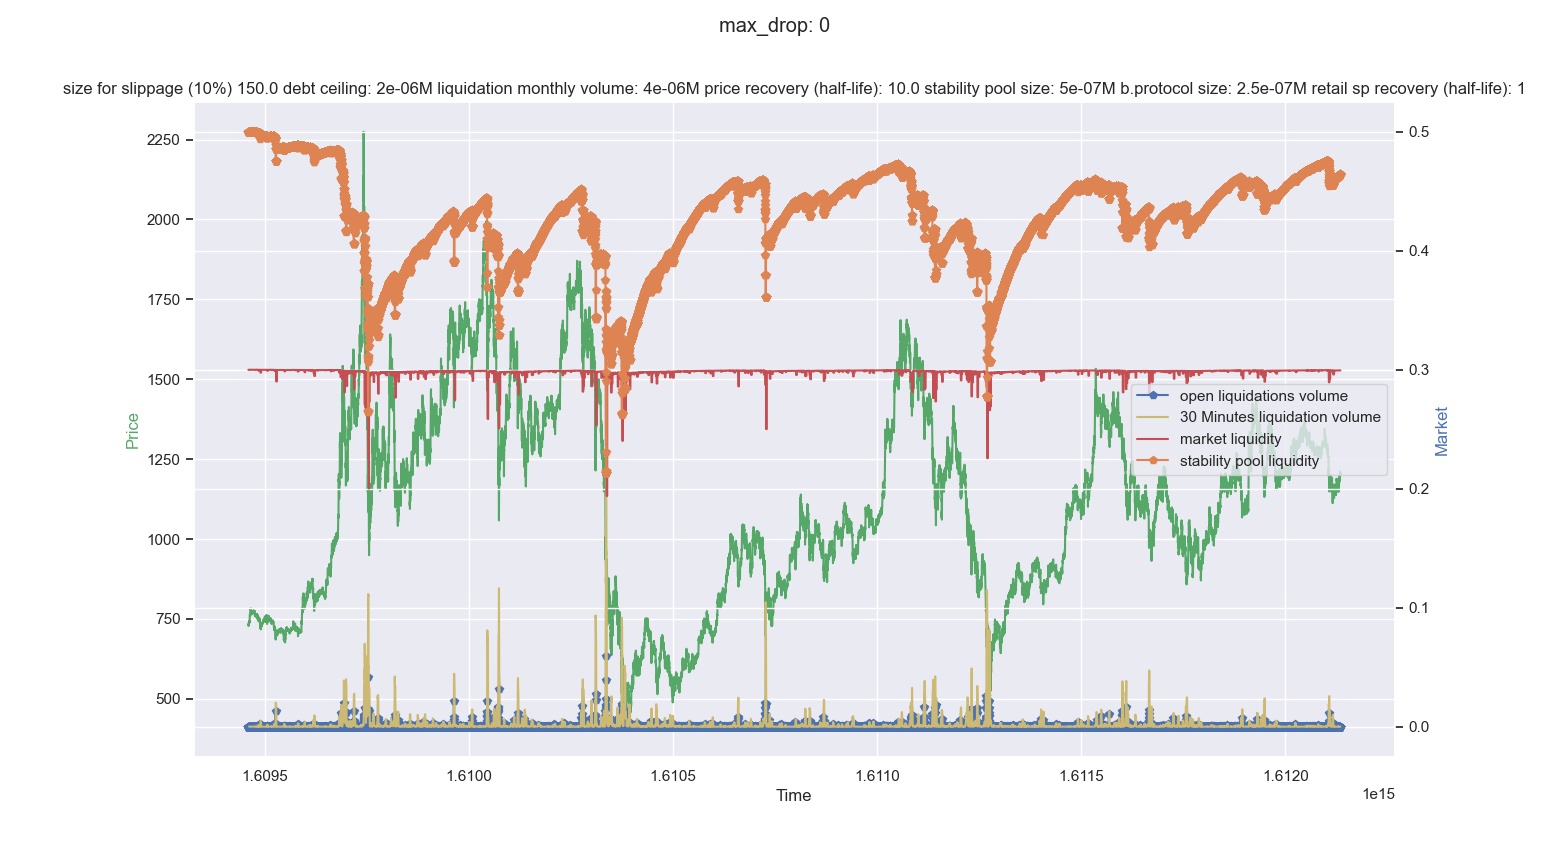 max_drop: 0
size for slippage (10%) 150.0 debt ceiling: 2e-06M liquidation monthly volume: 4e-06M price recovery (half-life): 10.0 stability pool size: 5e-07M b.protocol size: 2.5e-07M retail sp recovery (half-life): 1
2250
2000
1750
1500
1250
1000
750
500
Price
0.5
0.4
0.3
0.2
0.1
0.0
Market
open liquidations volume
30 Minutes liquidation volume
market liquidity
stability pool liquidity
1.6095 1.6100 1.6105 1.6110 1.6115 1.6120
Time
1e15